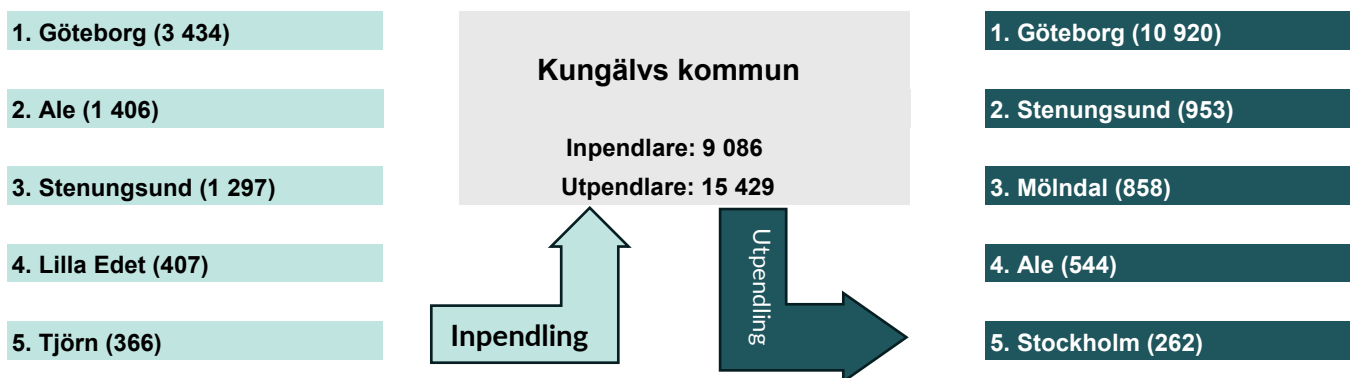 1. Göteborg (3 434)
2. Ale (1 406)
3. Stenungsund (1 297)
4. Lilla Edet (407)
5. Tjörn (366)
Kungälvs kommun
Inpendlare: 9 086
Utpendlare: 15 429
Inpendling
Utpendling
1. Göteborg (10 920)
2. Stenungsund (953)
3. Mölndal (858)
4. Ale (544)
5. Stockholm (262)